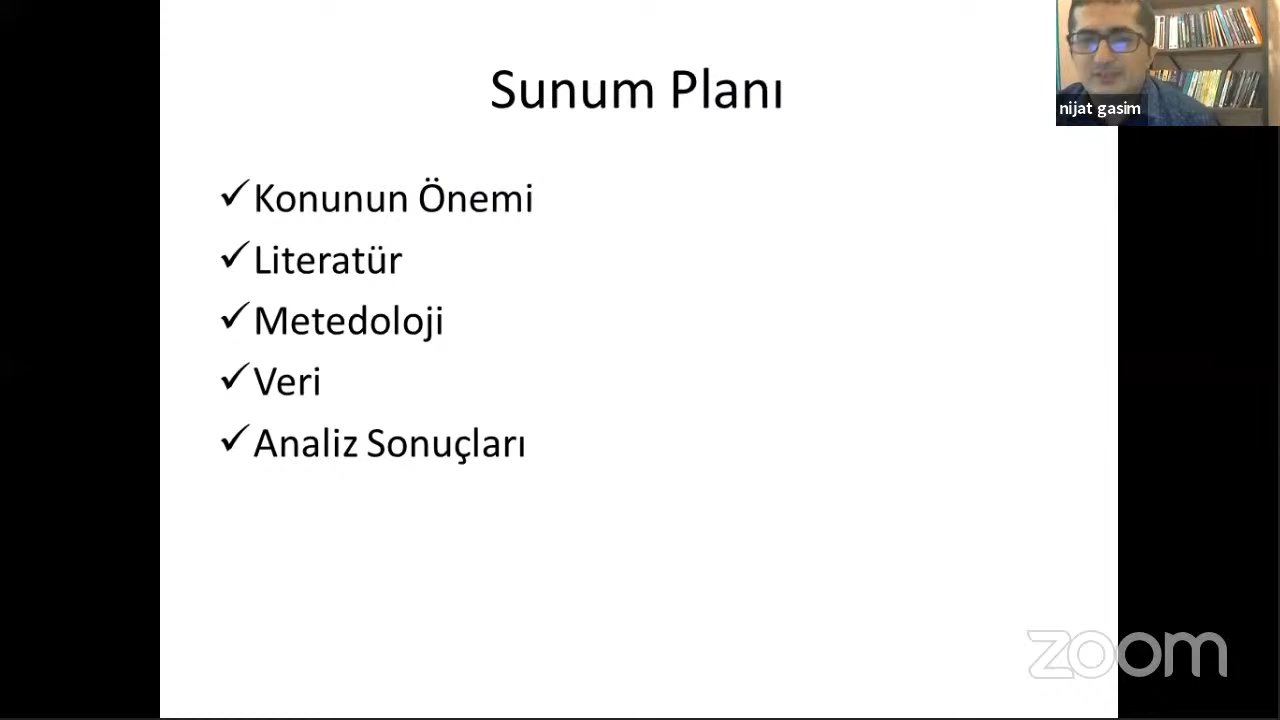 Sunum Planı
nijat gasim
✓Konunun Önemi
✓Literatür
✓Metedoloji
✓Veri
✓Analiz Sonuçları
zoom